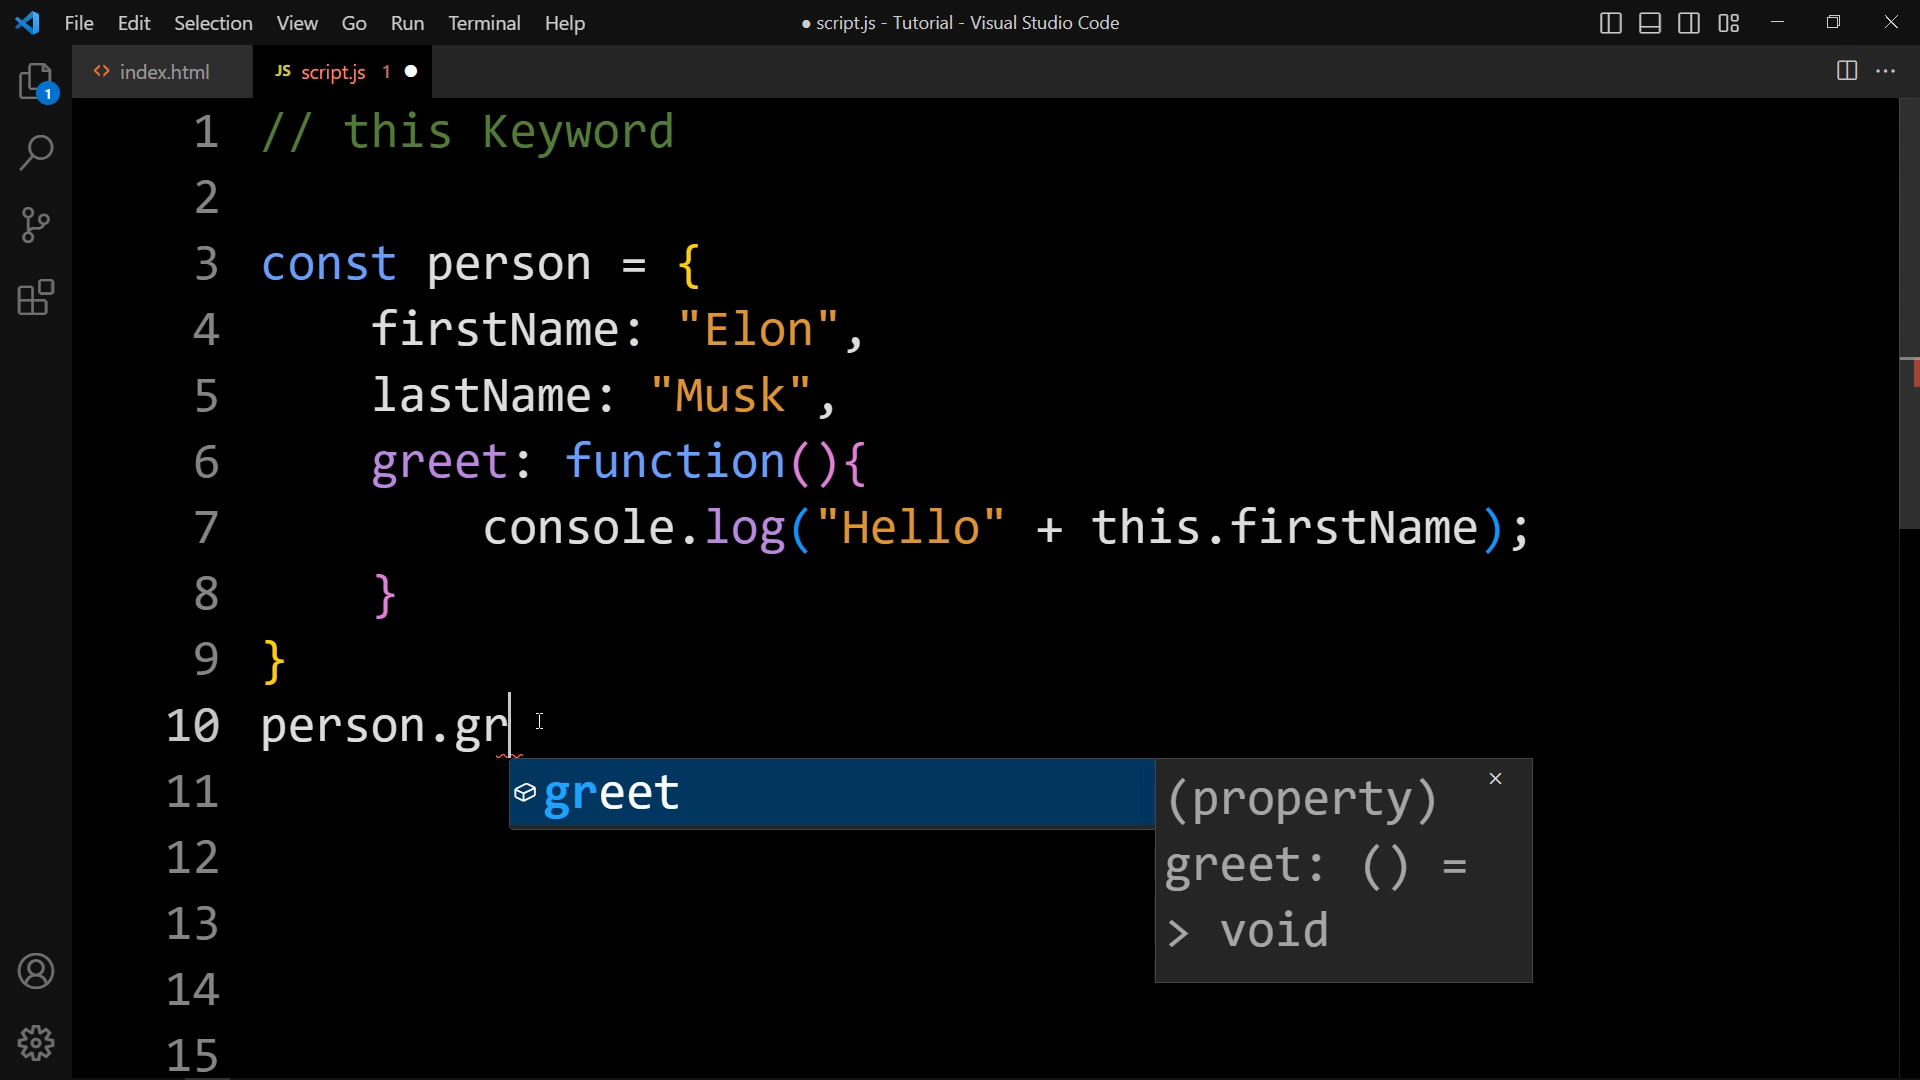 File Edit Selection View Go Run Terminal Help
● script.js - Tutorial - Visual Studio Code
1
<> index.html
JS script.js 1 ●
1 // this Keyword
2
3 const person = {
4 firstName: "Elon",
5 lastName: "Musk",
6 greet: function(){
7 console.log("Hello" + this.firstName);
8 }
9 }
10 person.gr
greet
(property)
greet: () =
> void
11
12
13
14
15